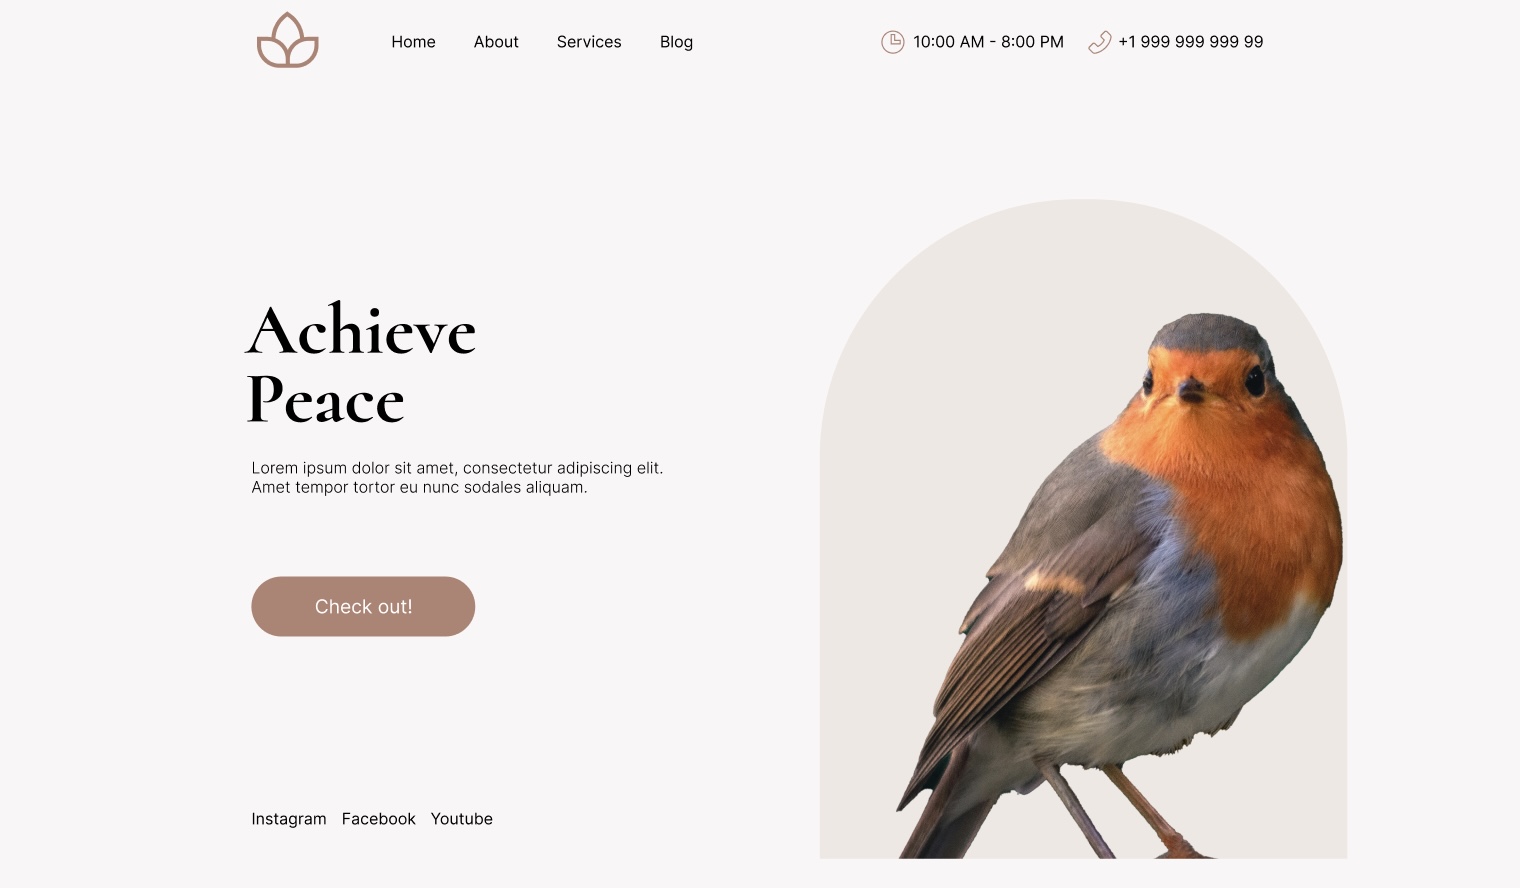 Home About Services Blog 10:00 AM - 8:00 PM +1 999 999 999 99
Achieve
Peace
Lorem ipsum dolor sit amet, consectetur adipiscing elit.
Amet tempor tortor eu nunc sodales aliquam.
Check out!
Instagram Facebook Youtube